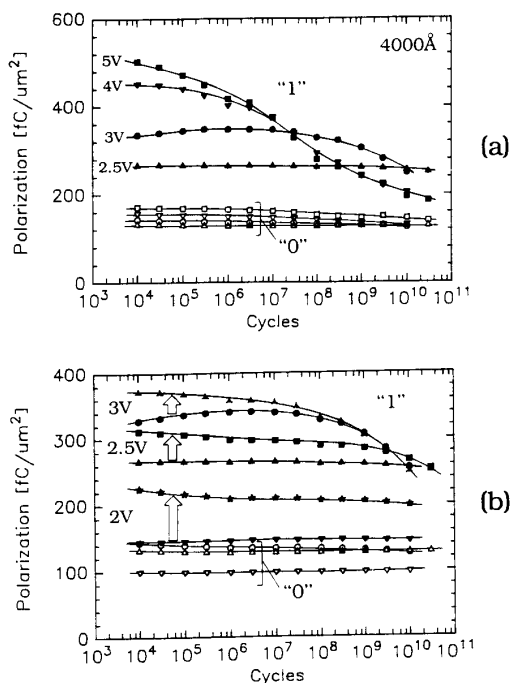 600
4000Å
5V
4V
"1"
400
3V
2.5V
200
"0"
0
10³ 10⁴ 10⁵ 10⁶ 10⁷ 10⁸ 10⁹ 10¹⁰ 10¹¹
Cycles
Polarization [fC/um²]
(a)
400
"1"
3V
300
2.5V
200
2V
100
"0"
0
10³ 10⁴ 10⁵ 10⁶ 10⁷ 10⁸ 10⁹ 10¹⁰ 10¹¹
Cycles
Polarization [fC/um²]
(b)